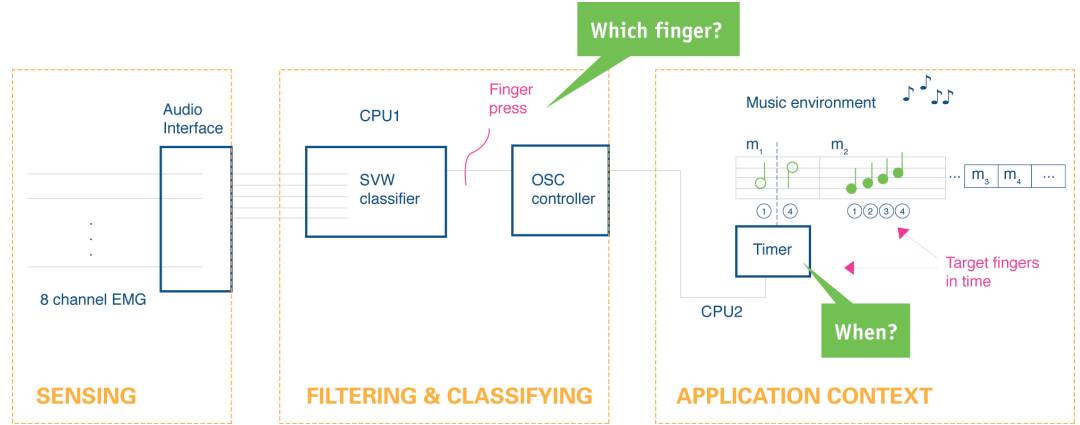 Which finger?
Audio
Interface
8 channel EMG
SENSING
CPU1
Finger
press
SVW
classifier
OSC
controller
FILTERING & CLASSIFYING
Music environment
m1
m2
... m3 m4 ...
1 4 1 2 3 4
Timer
Target fingers
in time
CPU2
When?
APPLICATION CONTEXT